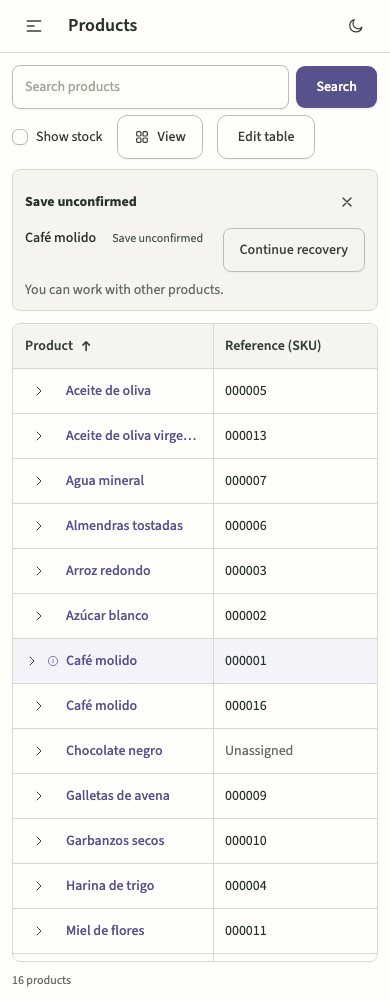 Products
Search products
Search
Show stock
View
Edit table
Save unconfirmed
Café molido Save unconfirmed
Continue recovery
You can work with other products.
Product Reference (SKU)
Aceite de oliva 000005
Aceite de oliva virge... 000013
Agua mineral 000007
Almendras tostadas 000006
Arroz redondo 000003
Azúcar blanco 000002
Café molido 000001
Café molido 000016
Chocolate negro Unassigned
Galletas de avena 000009
Garbanzos secos 000010
Harina de trigo 000004
Miel de flores 000011
16 products